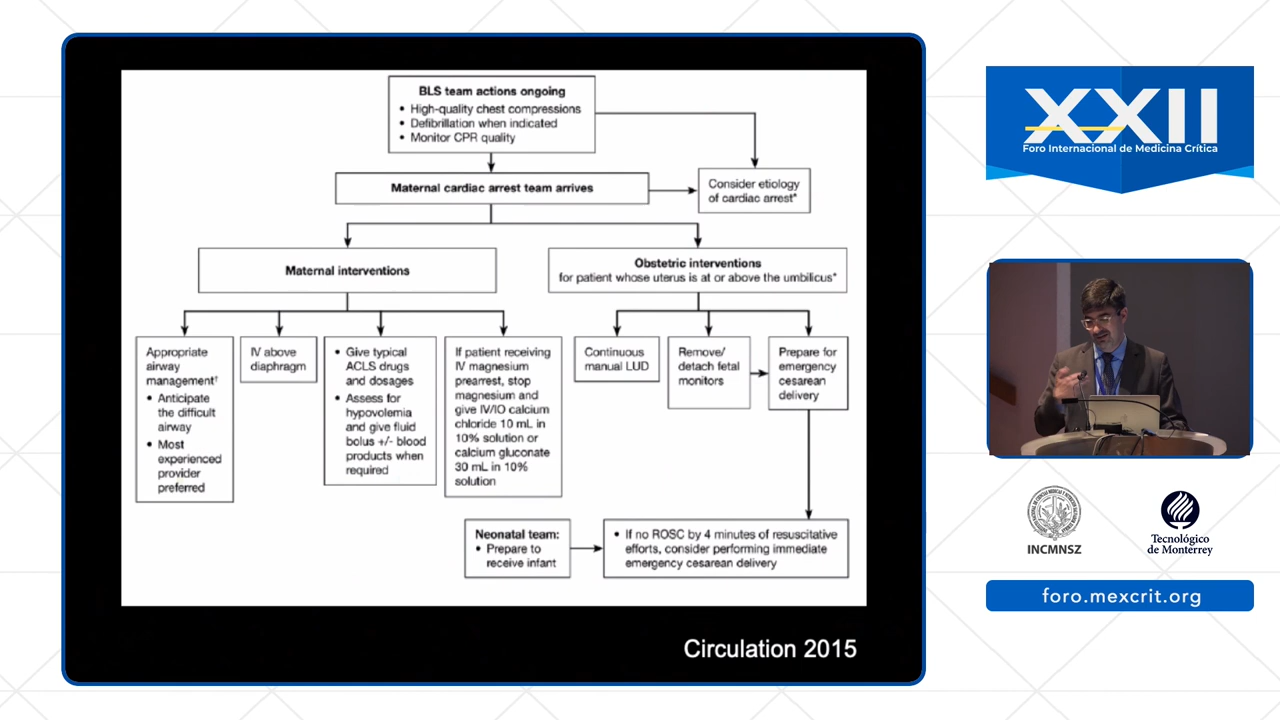 BLS team actions ongoing
• High-quality chest compressions
• Defibrillation when indicated
• Monitor CPR quality
Maternal cardiac arrest team arrives
Consider etiology
of cardiac arrest*
Maternal interventions
Obstetric interventions
for patient whose uterus is at or above the umbilicus*
Appropriate
airway
management†
• Anticipate
the difficult
airway
• Most
experienced
provider
preferred
IV above
diaphragm
• Give typical
ACLS drugs
and dosages
• Assess for
hypovolemia
and give fluid
bolus +/- blood
products when
required
If patient receiving
IV magnesium
prearrest, stop
magnesium and
give IV/IO calcium
chloride 10 mL in
10% solution or
calcium gluconate
30 mL in 10%
solution
Continuous
manual LUD
Remove/
detach fetal
monitors
Prepare for
emergency
cesarean
delivery
Neonatal team:
• Prepare to
receive infant
• If no ROSC by 4 minutes of resuscitative
efforts, consider performing immediate
emergency cesarean delivery
Circulation 2015
XXII
Foro Internacional de Medicina Crítica
INCMNSZ
Tecnológico
de Monterrey
foro.mexcrit.org